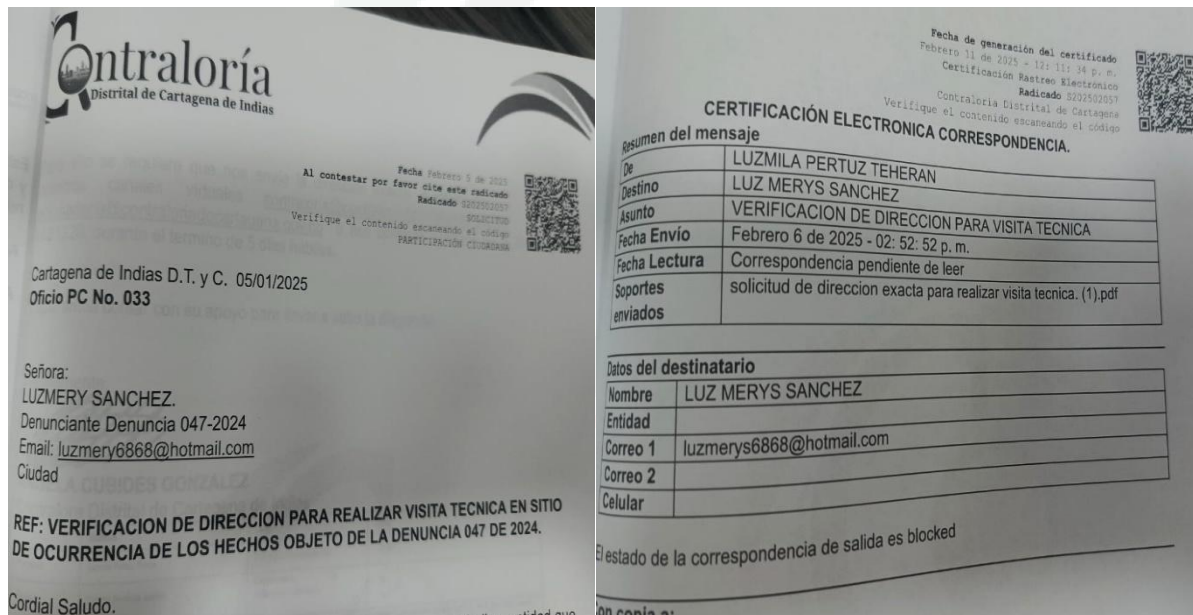 Contraloría
Distrital de Cartagena de Indias
Fecha Febrero 5 de 2025
Al contestar por favor cite este radicado
Radicado S202502057
SOLICITUD
Verifique el contenido escaneando el código
PARTICIPACIÓN CIUDADANA
Cartagena de Indias D.T. y C. 05/01/2025
Oficio PC No. 033
Señora:
LUZMERY SANCHEZ.
Denunciante Denuncia 047-2024
Email: luzmery6868@hotmail.com
Ciudad
REF: VERIFICACION DE DIRECCION PARA REALIZAR VISITA TECNICA EN SITIO
DE OCURRENCIA DE LOS HECHOS OBJETO DE LA DENUNCIA 047 DE 2024.
Cordial Saludo.
Fecha de generación del certificado
Febrero 11 de 2025 - 12: 11: 34 p. m.
Certificación Rastreo Electrónico
Radicado S202502057
Contraloria Distrital de Cartagena
Verifique el contenido escaneando el código
CERTIFICACIÓN ELECTRONICA CORRESPONDENCIA.
Resumen del mensaje
De LUZMILA PERTUZ TEHERAN
Destino LUZ MERYS SANCHEZ
Asunto VERIFICACION DE DIRECCION PARA VISITA TECNICA
Fecha Envío Febrero 6 de 2025 - 02: 52: 52 p. m.
Fecha Lectura Correspondencia pendiente de leer
Soportes solicitud de direccion exacta para realizar visita tecnica. (1).pdf
enviados
Datos del destinatario
Nombre LUZ MERYS SANCHEZ
Entidad
Correo 1 luzmerys6868@hotmail.com
Correo 2
Celular
El estado de la correspondencia de salida es blocked
Con copia a: